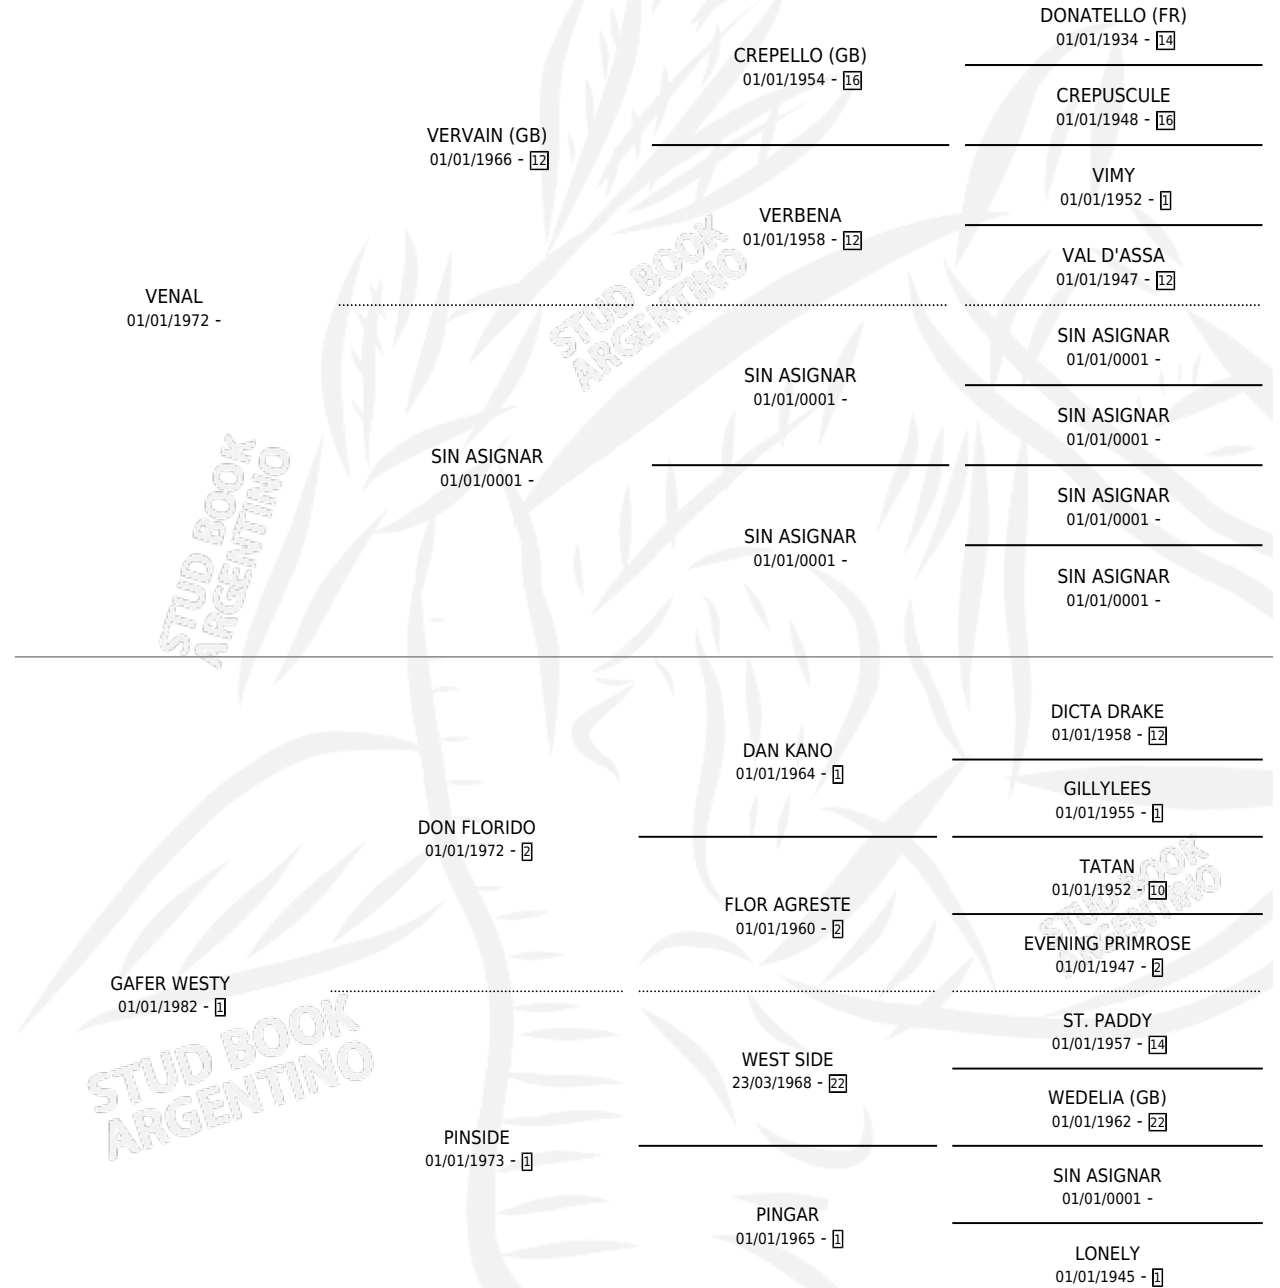 DONATELLO (FR)
01/01/1934 - 14
CREPELLO (GB)
01/01/1954 - 16
CREPUSCULE
01/01/1948 - 16
VERVAIN (GB)
01/01/1966 - 12
VIMY
01/01/1952 - 1
VERBENA
01/01/1958 - 12
VAL D'ASSA
01/01/1947 - 12
VENAL
01/01/1972 -
SIN ASIGNAR
01/01/0001 -
SIN ASIGNAR
01/01/0001 -
SIN ASIGNAR
01/01/0001 -
SIN ASIGNAR
01/01/0001 -
SIN ASIGNAR
01/01/0001 -
SIN ASIGNAR
01/01/0001 -
SIN ASIGNAR
01/01/0001 -
STUD BOOK
ARGENTINO
STUD BOOK
ARGENTINO
DICTA DRAKE
01/01/1958 - 12
DAN KANO
01/01/1964 - 1
GILLYLEES
01/01/1955 - 1
DON FLORIDO
01/01/1972 - 2
TATAN
01/01/1952 - 10
FLOR AGRESTE
01/01/1960 - 2
EVENING PRIMROSE
01/01/1947 - 2
GAFER WESTY
01/01/1982 - 1
ST. PADDY
01/01/1957 - 14
WEST SIDE
23/03/1968 - 22
WEDELIA (GB)
01/01/1962 - 22
PINSIDE
01/01/1973 - 1
SIN ASIGNAR
01/01/0001 -
PINGAR
01/01/1965 - 1
LONELY
01/01/1945 - 1
STUD BOOK
ARGENTINO
STUD BOOK
ARGENTINO